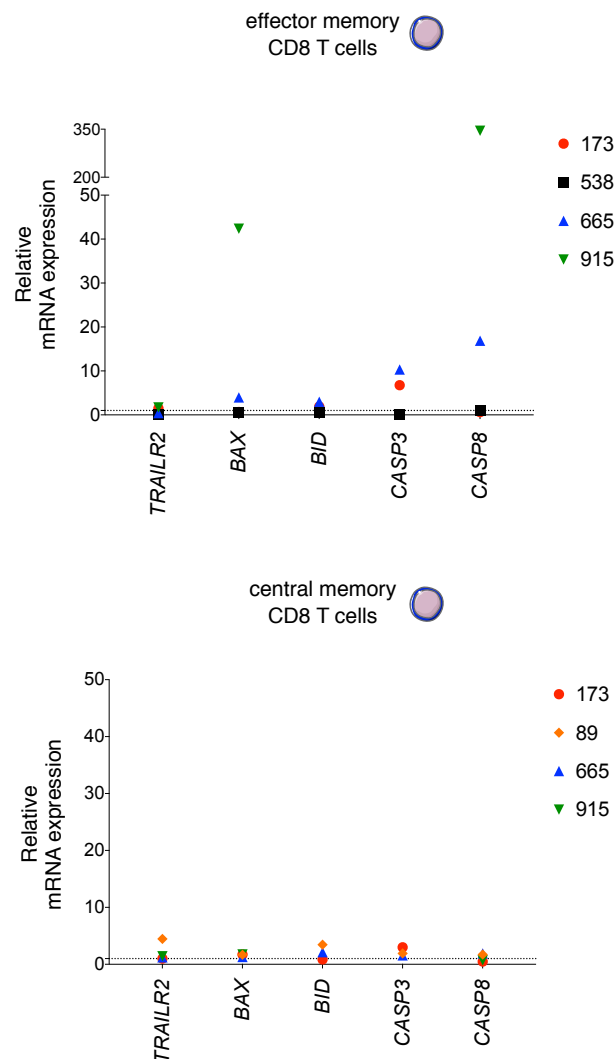 effector memory
CD8 T cells
350
200
50
40
30
20
10
0
Relative
mRNA expression
TRAILR2
BAX
BID
CASP3
CASP8
173
538
665
915
central memory
CD8 T cells
50
40
30
20
10
0
Relative
mRNA expression
TRAILR2
BAX
BID
CASP3
CASP8
173
89
665
915